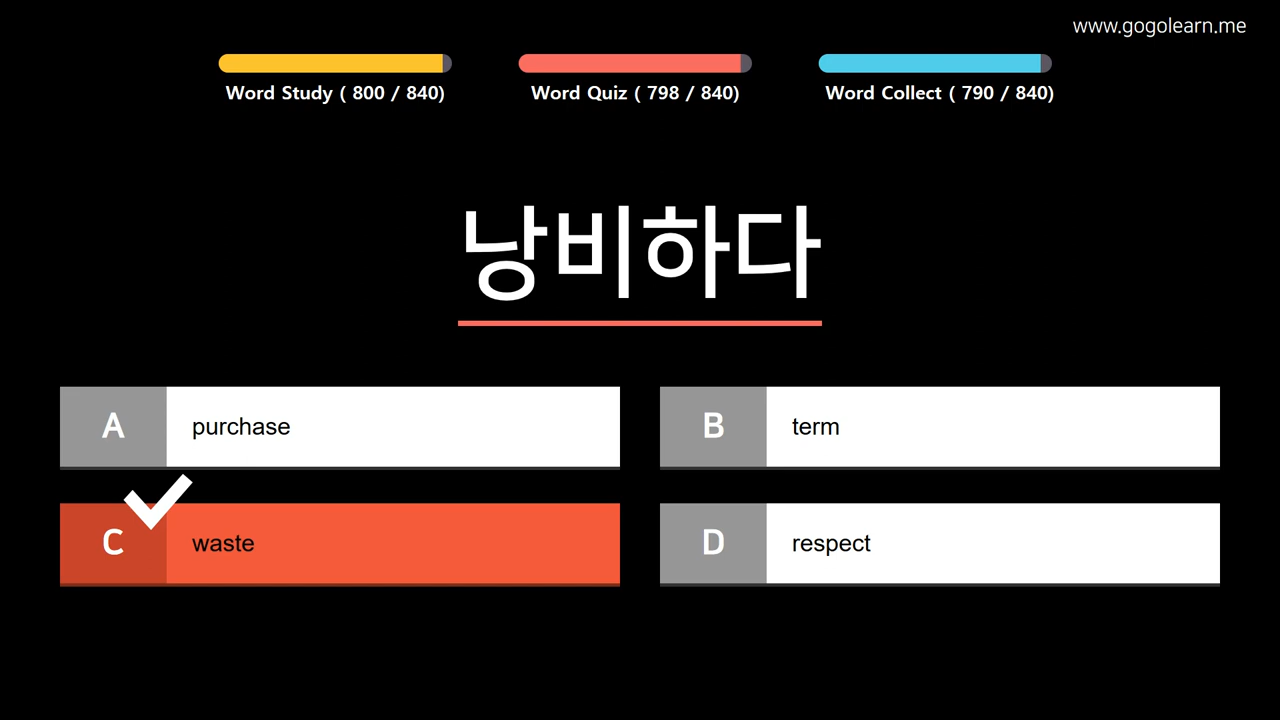 www.gogolearn.me
Word Study ( 800 / 840)
Word Quiz ( 798 / 840)
Word Collect ( 790 / 840)
낭비하다
A purchase
B term
C waste
D respect